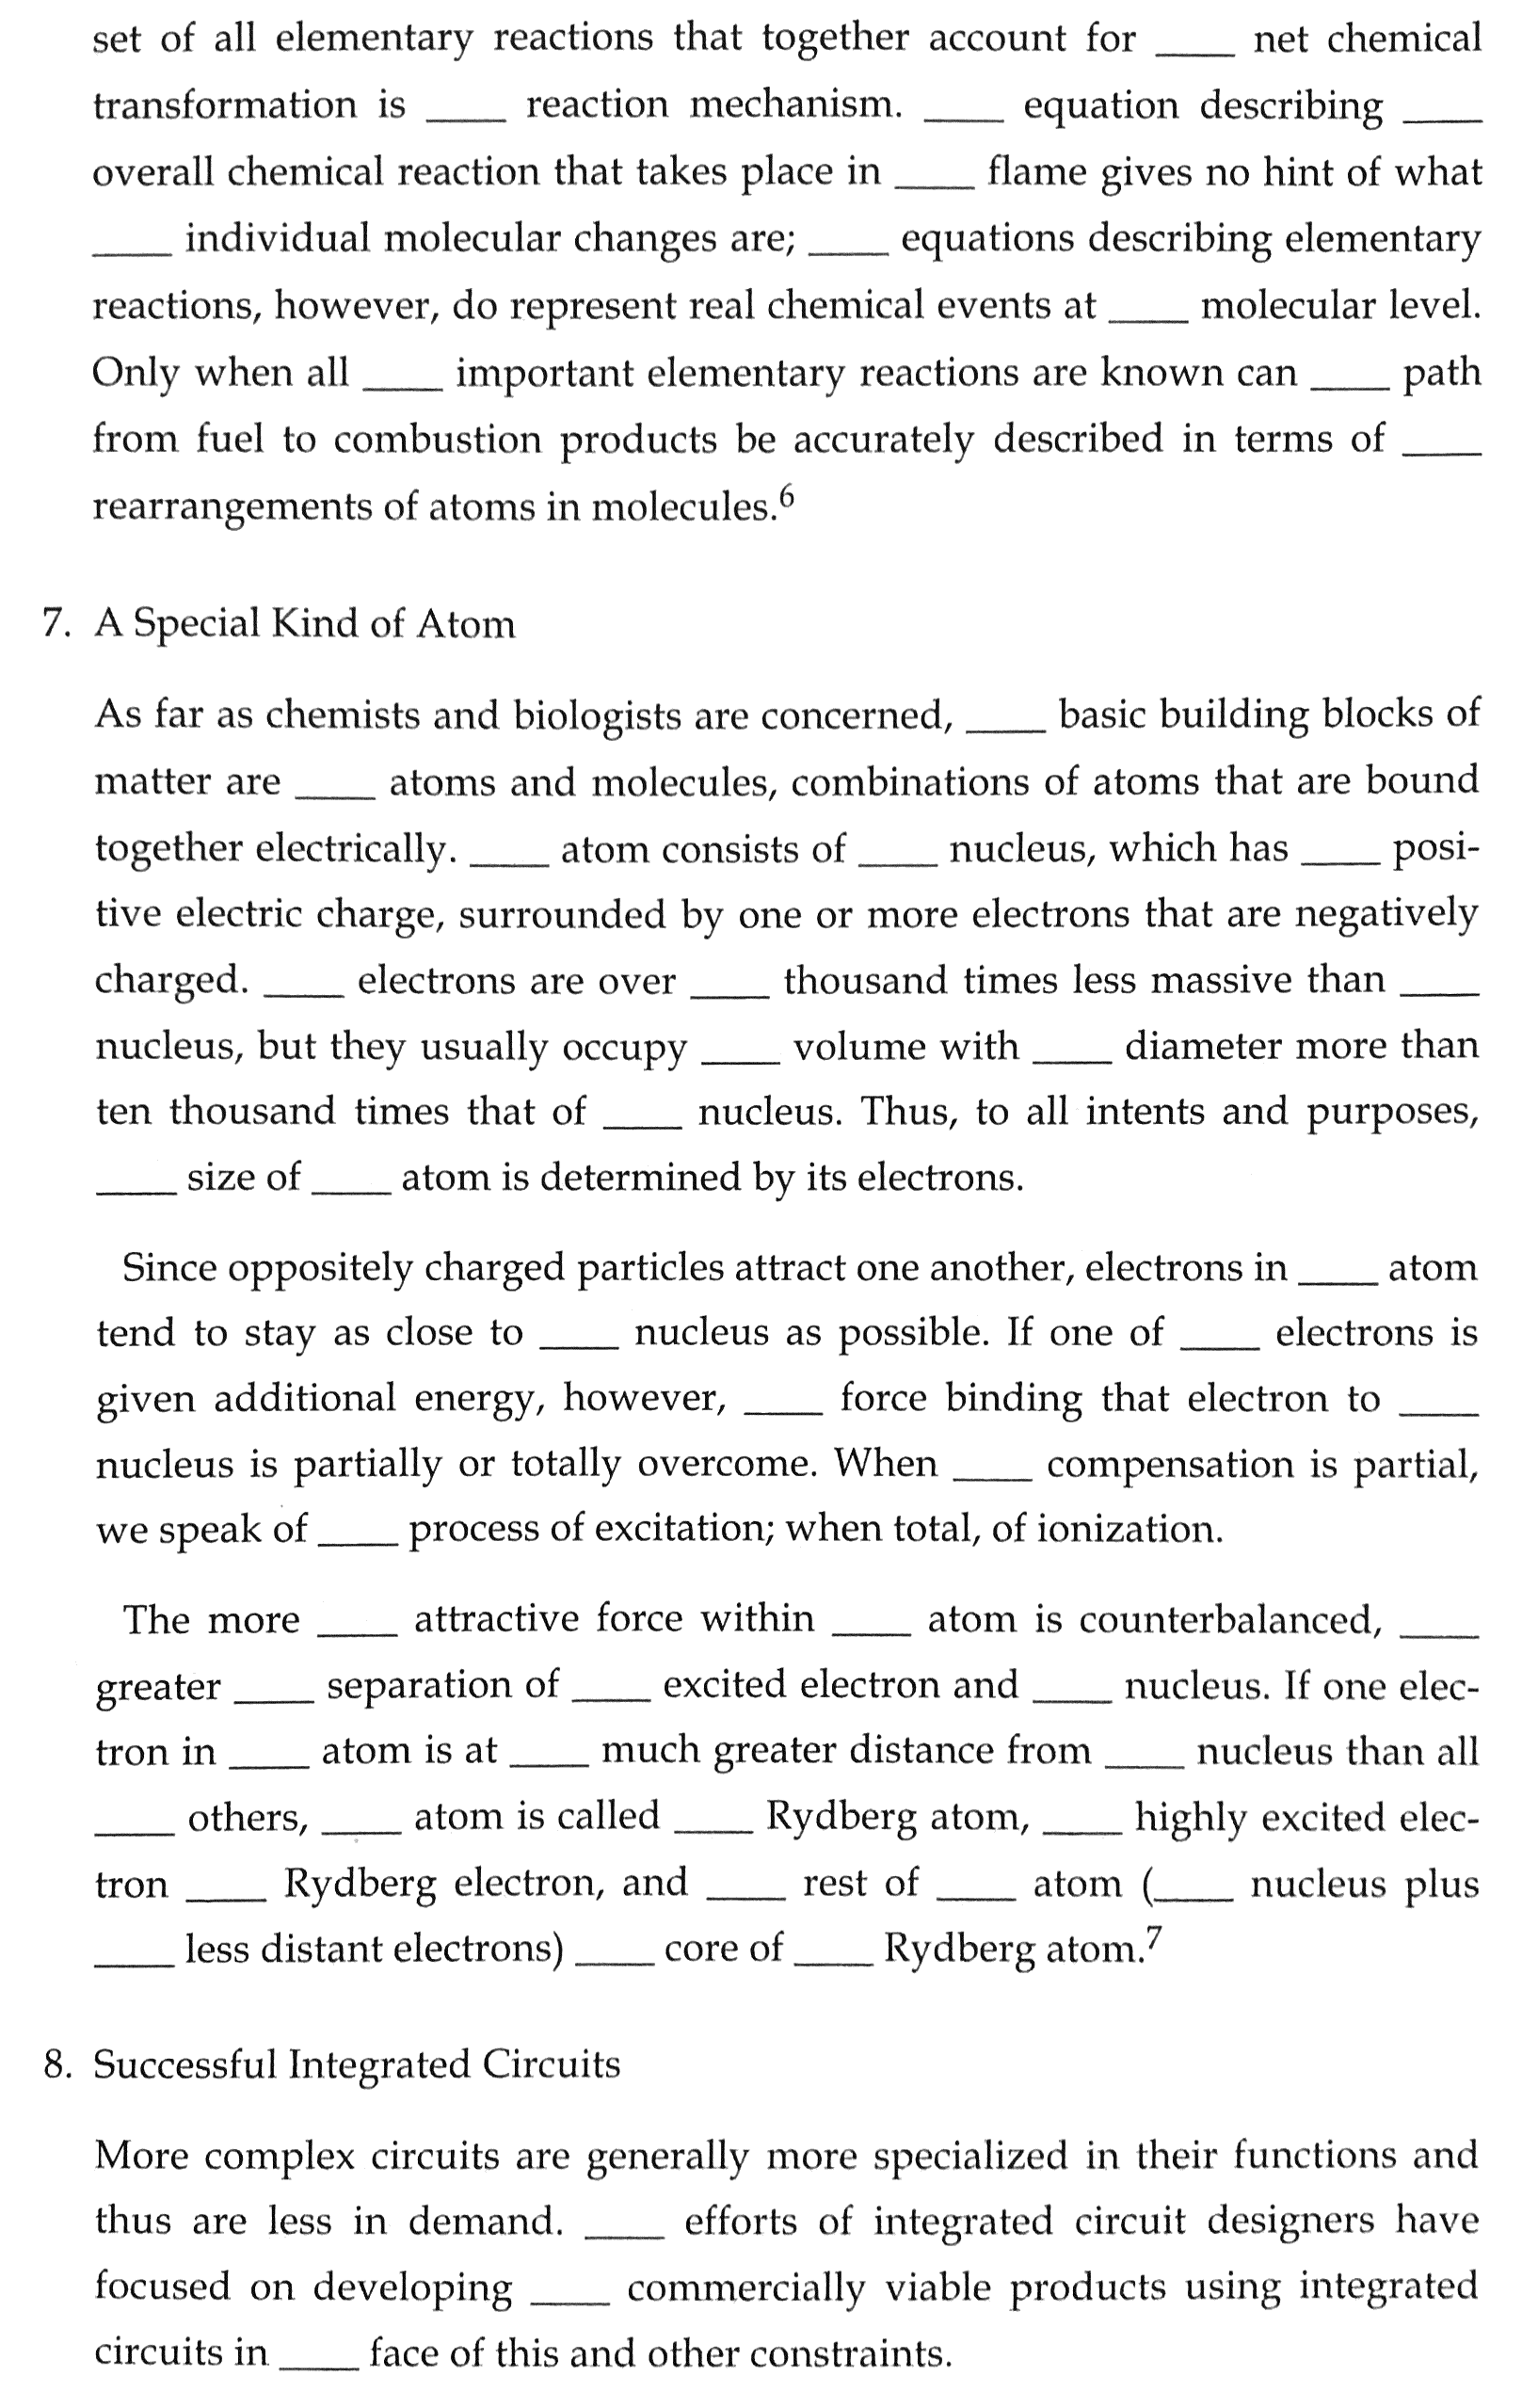 set of all elementary reactions that together account for ____ net chemical
transformation is ____ reaction mechanism. ____ equation describing ____
overall chemical reaction that takes place in ____ flame gives no hint of what
____ individual molecular changes are; ____ equations describing elementary
reactions, however, do represent real chemical events at ____ molecular level.
Only when all ____ important elementary reactions are known can ____ path
from fuel to combustion products be accurately described in terms of ____
rearrangements of atoms in molecules.6
7. A Special Kind of Atom
As far as chemists and biologists are concerned, ____ basic building blocks of
matter are ____ atoms and molecules, combinations of atoms that are bound
together electrically. ____ atom consists of ____ nucleus, which has ____ posi-
tive electric charge, surrounded by one or more electrons that are negatively
charged. ____ electrons are over ____ thousand times less massive than ____
nucleus, but they usually occupy ____ volume with ____ diameter more than
ten thousand times that of ____ nucleus. Thus, to all intents and purposes,
____ size of ____ atom is determined by its electrons.
Since oppositely charged particles attract one another, electrons in ____ atom
tend to stay as close to ____ nucleus as possible. If one of ____ electrons is
given additional energy, however, ____ force binding that electron to ____
nucleus is partially or totally overcome. When ____ compensation is partial,
we speak of ____ process of excitation; when total, of ionization.
The more ____ attractive force within ____ atom is counterbalanced, ____
greater ____ separation of ____ excited electron and ____ nucleus. If one elec-
tron in ____ atom is at ____ much greater distance from ____ nucleus than all
____ others, ____ atom is called ____ Rydberg atom, ____ highly excited elec-
tron ____ Rydberg electron, and ____ rest of ____ atom (____ nucleus plus
____ less distant electrons) ____ core of ____ Rydberg atom.7
8. Successful Integrated Circuits
More complex circuits are generally more specialized in their functions and
thus are less in demand. ____ efforts of integrated circuit designers have
focused on developing ____ commercially viable products using integrated
circuits in ____ face of this and other constraints.